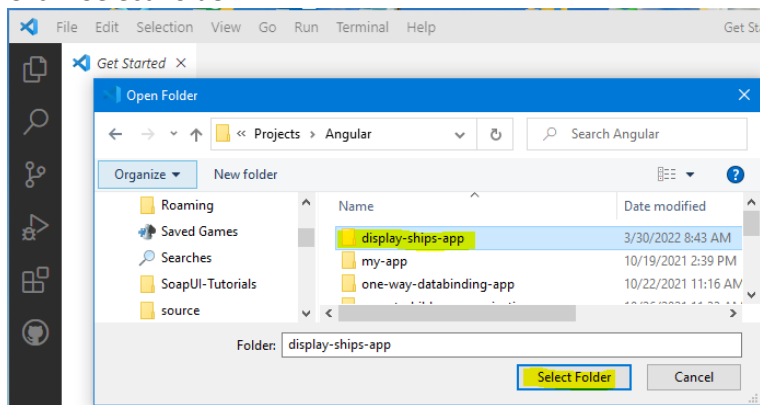 File Edit Selection View Go Run Terminal Help Get St
Get Started ×
Open Folder
« Projects > Angular Search Angular
Organize New folder
Name Date modified
Roaming
Saved Games
Searches
SoapUI-Tutorials
source
display-ships-app 3/30/2022 8:43 AM
my-app 10/19/2021 2:39 PM
one-way-databinding-app 10/22/2021 11:16 AM
Folder: display-ships-app
Select Folder Cancel